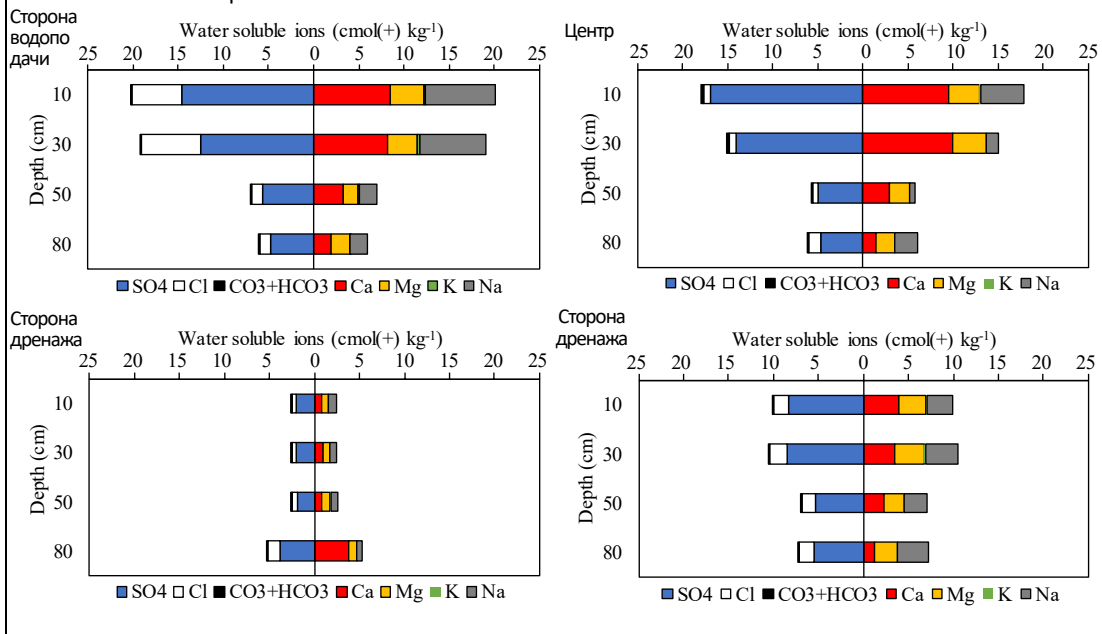 Сторона
водопо
дачи
Water soluble ions (cmol(+) kg-1)
25 20 15 10 5 0 5 10 15 20 25
Depth (cm)
10
30
50
80
SO4 Cl CO3+HCO3 Ca Mg K Na
Центр
Water soluble ions (cmol(+) kg-1)
25 20 15 10 5 0 5 10 15 20 25
Depth (cm)
10
30
50
80
SO4 Cl CO3+HCO3 Ca Mg K Na
Сторона
дренажа
Water soluble ions (cmol(+) kg-1)
25 20 15 10 5 0 5 10 15 20 25
Depth (cm)
10
30
50
80
SO4 Cl CO3+HCO3 Ca Mg K Na
Сторона
дренажа
Water soluble ions (cmol(+) kg-1)
25 20 15 10 5 0 5 10 15 20 25
Depth (cm)
10
30
50
80
SO4 Cl CO3+HCO3 Ca Mg K Na